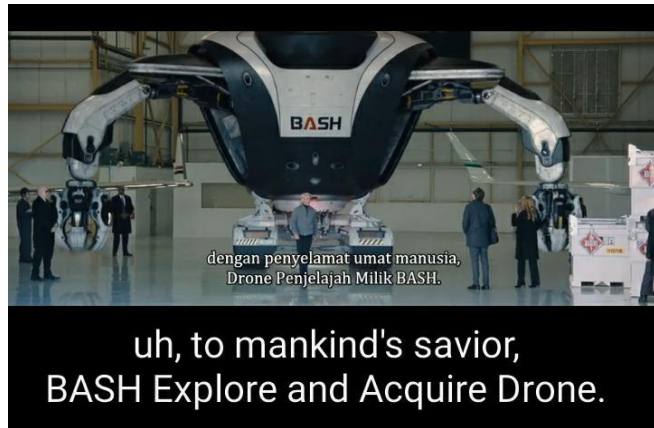 BASH
dengan penyelamat umat manusia,
Drone Penjelajah Milik BASH.
uh, to mankind's savior,
BASH Explore and Acquire Drone.